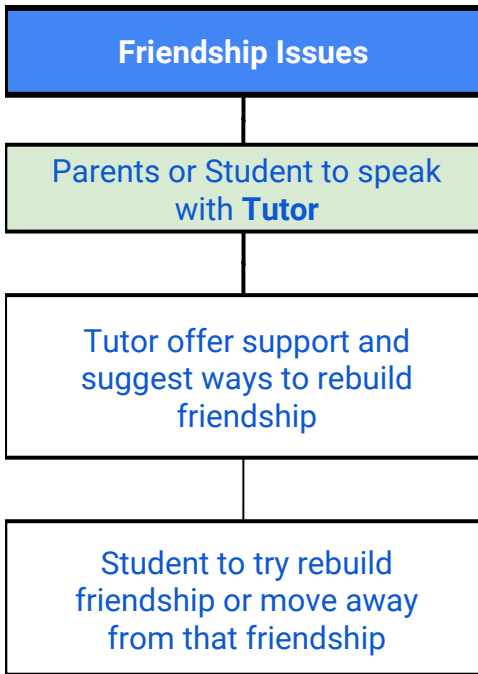 Friendship Issues
Parents or Student to speak
with Tutor
Tutor offer support and
suggest ways to rebuild
friendship
Student to try rebuild
friendship or move away
from that friendship